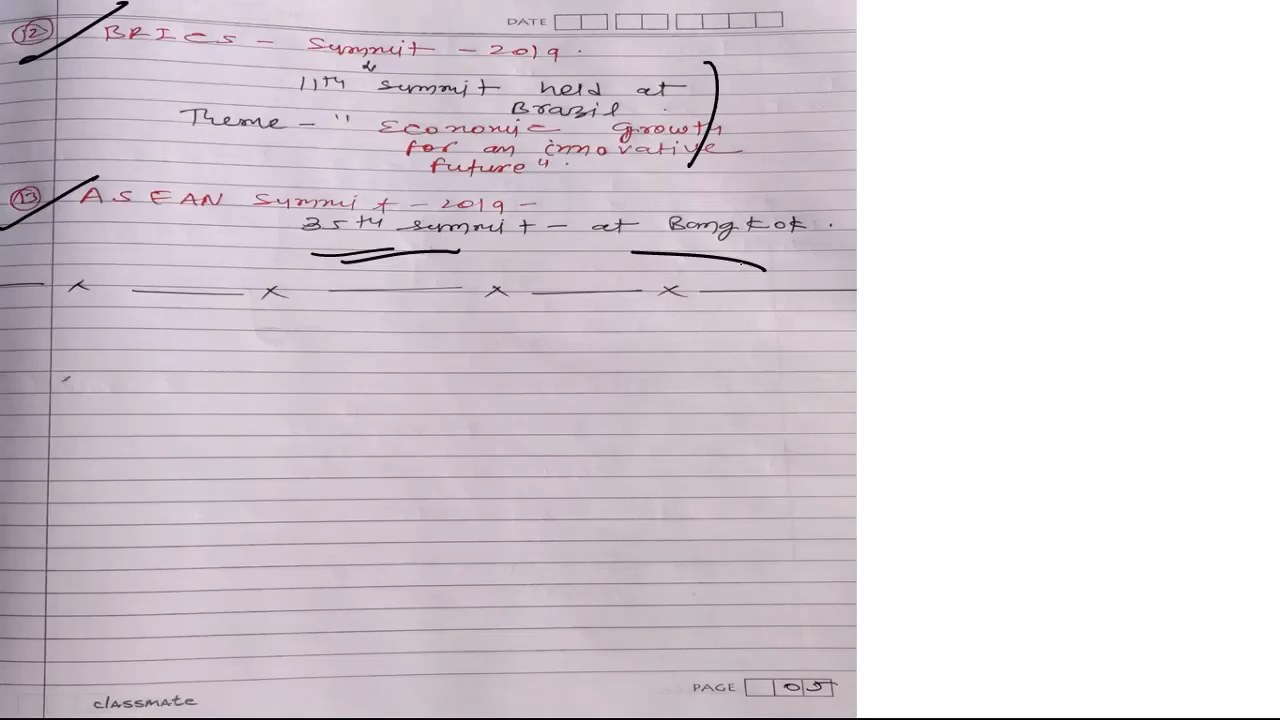 DATE
12 BRICS - Summit - 2019.
11th summit held at
Brazil.
Theme - " Economic growth
for an innovative
future".
13 ASEAN Summit - 2019 -
35th summit - at Bangkok.
x x x x
classmate
PAGE 05